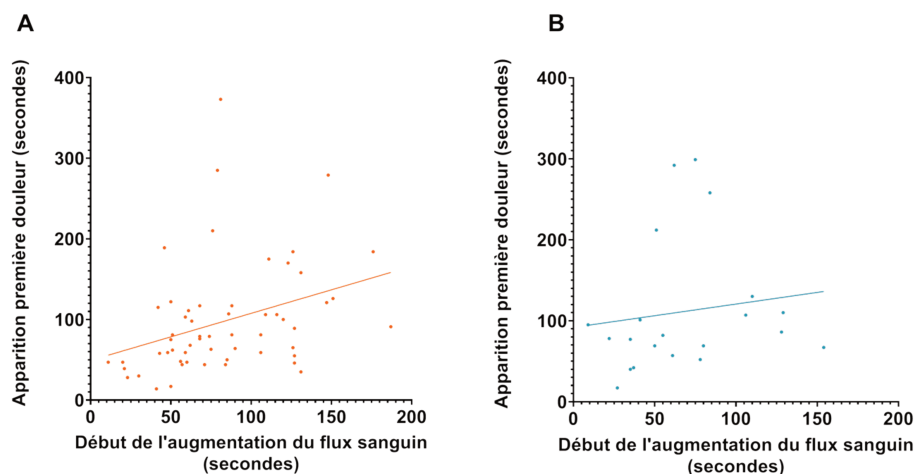 A
Apparition première douleur (secondes)
400
300
200
100
0
0 50 100 150 200
Début de l'augmentation du flux sanguin
(secondes)
B
Apparition première douleur (secondes)
400
300
200
100
0
0 50 100 150 200
Début de l'augmentation du flux sanguin
(secondes)